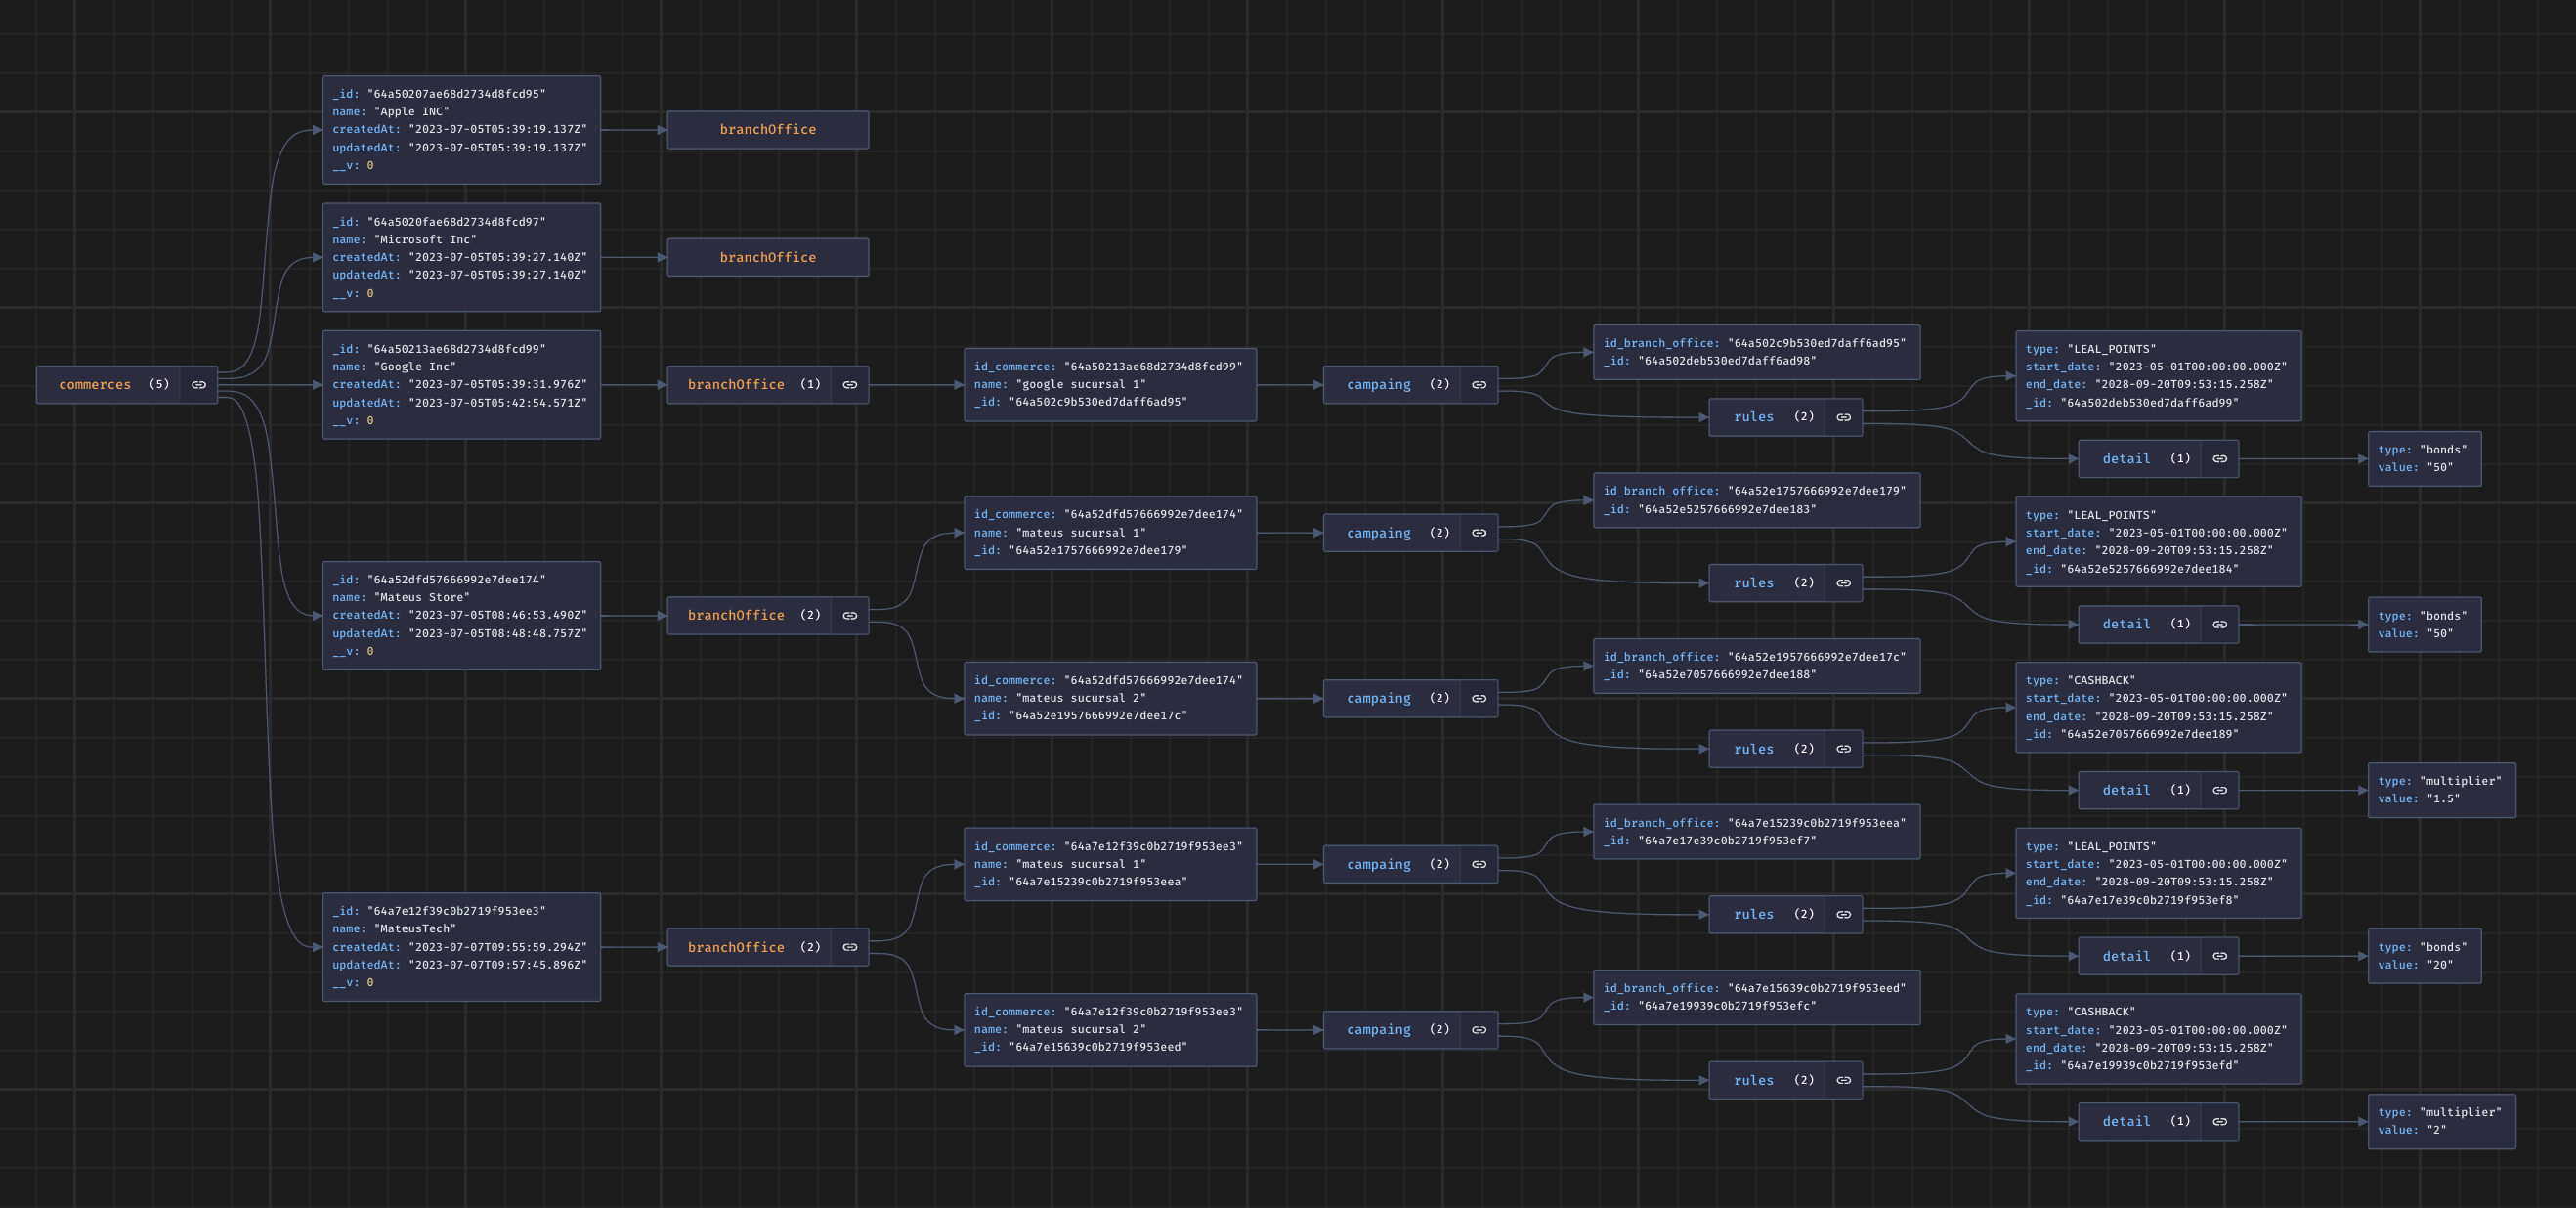 _id: "64a50207ae68d2734d8fcd95"
name: "Apple INC"
createdAt: "2023-07-05T05:39:19.137Z"
updatedAt: "2023-07-05T05:39:19.137Z"
__v: 0
branchOffice
_id: "64a5020fae68d2734d8fcd97"
name: "Microsoft Inc"
createdAt: "2023-07-05T05:39:27.140Z"
updatedAt: "2023-07-05T05:39:27.140Z"
__v: 0
branchOffice
commerces (5)
_id: "64a50213ae68d2734d8fcd99"
name: "Google Inc"
createdAt: "2023-07-05T05:39:31.976Z"
updatedAt: "2023-07-05T05:42:54.571Z"
__v: 0
branchOffice (1)
id_commerce: "64a50213ae68d2734d8fcd99"
name: "google sucursal 1"
_id: "64a502c9b530ed7daff6ad95"
campaing (2)
id_branch_office: "64a502c9b530ed7daff6ad95"
_id: "64a502deb530ed7daff6ad98"
rules (2)
type: "LEAL_POINTS"
start_date: "2023-05-01T00:00:00.000Z"
end_date: "2028-09-20T09:53:15.258Z"
_id: "64a502deb530ed7daff6ad99"
detail (1)
type: "bonds"
value: "50"
_id: "64a52dfd57666992e7dee174"
name: "Mateus Store"
createdAt: "2023-07-05T08:46:53.490Z"
updatedAt: "2023-07-05T08:48:48.757Z"
__v: 0
branchOffice (2)
id_commerce: "64a52dfd57666992e7dee174"
name: "mateus sucursal 1"
_id: "64a52e1757666992e7dee179"
campaing (2)
id_branch_office: "64a52e1757666992e7dee179"
_id: "64a52e5257666992e7dee183"
rules (2)
type: "LEAL_POINTS"
start_date: "2023-05-01T00:00:00.000Z"
end_date: "2028-09-20T09:53:15.258Z"
_id: "64a52e5257666992e7dee184"
detail (1)
type: "bonds"
value: "50"
id_commerce: "64a52dfd57666992e7dee174"
name: "mateus sucursal 2"
_id: "64a52e1957666992e7dee17c"
campaing (2)
id_branch_office: "64a52e1957666992e7dee17c"
_id: "64a52e7057666992e7dee188"
rules (2)
type: "CASHBACK"
start_date: "2023-05-01T00:00:00.000Z"
end_date: "2028-09-20T09:53:15.258Z"
_id: "64a52e7057666992e7dee189"
detail (1)
type: "multiplier"
value: "1.5"
_id: "64a7e12f39c0b2719f953ee3"
name: "MateusTech"
createdAt: "2023-07-07T09:55:59.294Z"
updatedAt: "2023-07-07T09:57:45.896Z"
__v: 0
branchOffice (2)
id_commerce: "64a7e12f39c0b2719f953ee3"
name: "mateus sucursal 1"
_id: "64a7e15239c0b2719f953eea"
campaing (2)
id_branch_office: "64a7e15239c0b2719f953eea"
_id: "64a7e17e39c0b2719f953ef7"
rules (2)
type: "LEAL_POINTS"
start_date: "2023-05-01T00:00:00.000Z"
end_date: "2028-09-20T09:53:15.258Z"
_id: "64a7e17e39c0b2719f953ef8"
detail (1)
type: "bonds"
value: "20"
id_commerce: "64a7e12f39c0b2719f953ee3"
name: "mateus sucursal 2"
_id: "64a7e15639c0b2719f953eed"
campaing (2)
id_branch_office: "64a7e15639c0b2719f953eed"
_id: "64a7e19939c0b2719f953efc"
rules (2)
type: "CASHBACK"
start_date: "2023-05-01T00:00:00.000Z"
end_date: "2028-09-20T09:53:15.258Z"
_id: "64a7e19939c0b2719f953efd"
detail (1)
type: "multiplier"
value: "2"